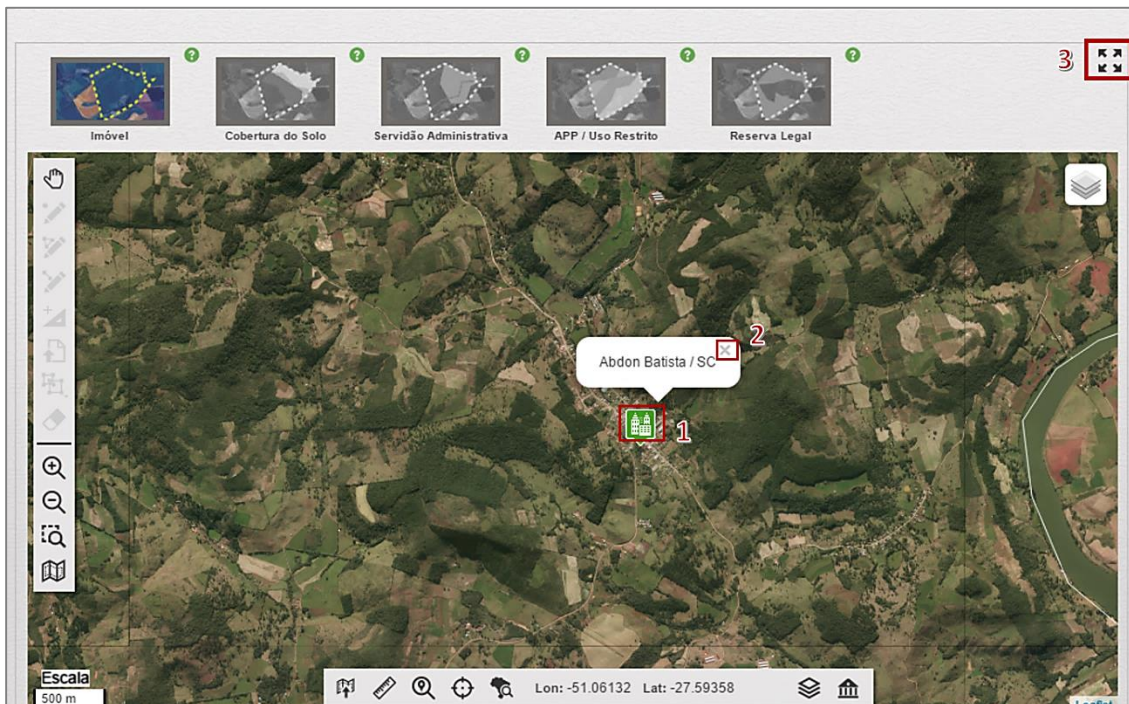 3
Imóvel
Cobertura do Solo
Servidão Administrativa
APP / Uso Restrito
Reserva Legal
2
Abdon Batista / SC
1
Escala
500 m
Lon: -51.06132 Lat: -27.59358
Leaflet